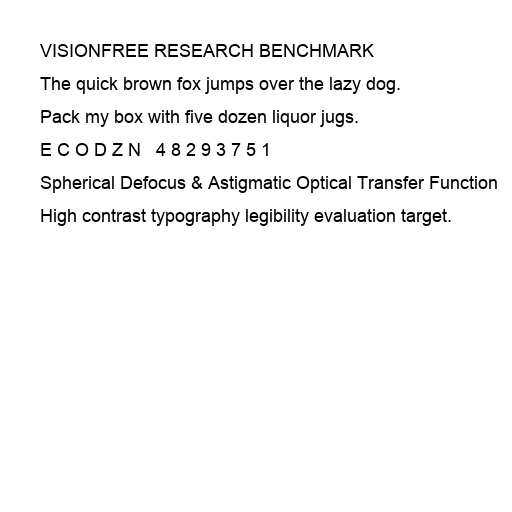 VISIONFREE RESEARCH BENCHMARK
The quick brown fox jumps over the lazy dog.
Pack my box with five dozen liquor jugs.
E C O D Z N   4 8 2 9 3 7 5 1
Spherical Defocus & Astigmatic Optical Transfer Function
High contrast typography legibility evaluation target.